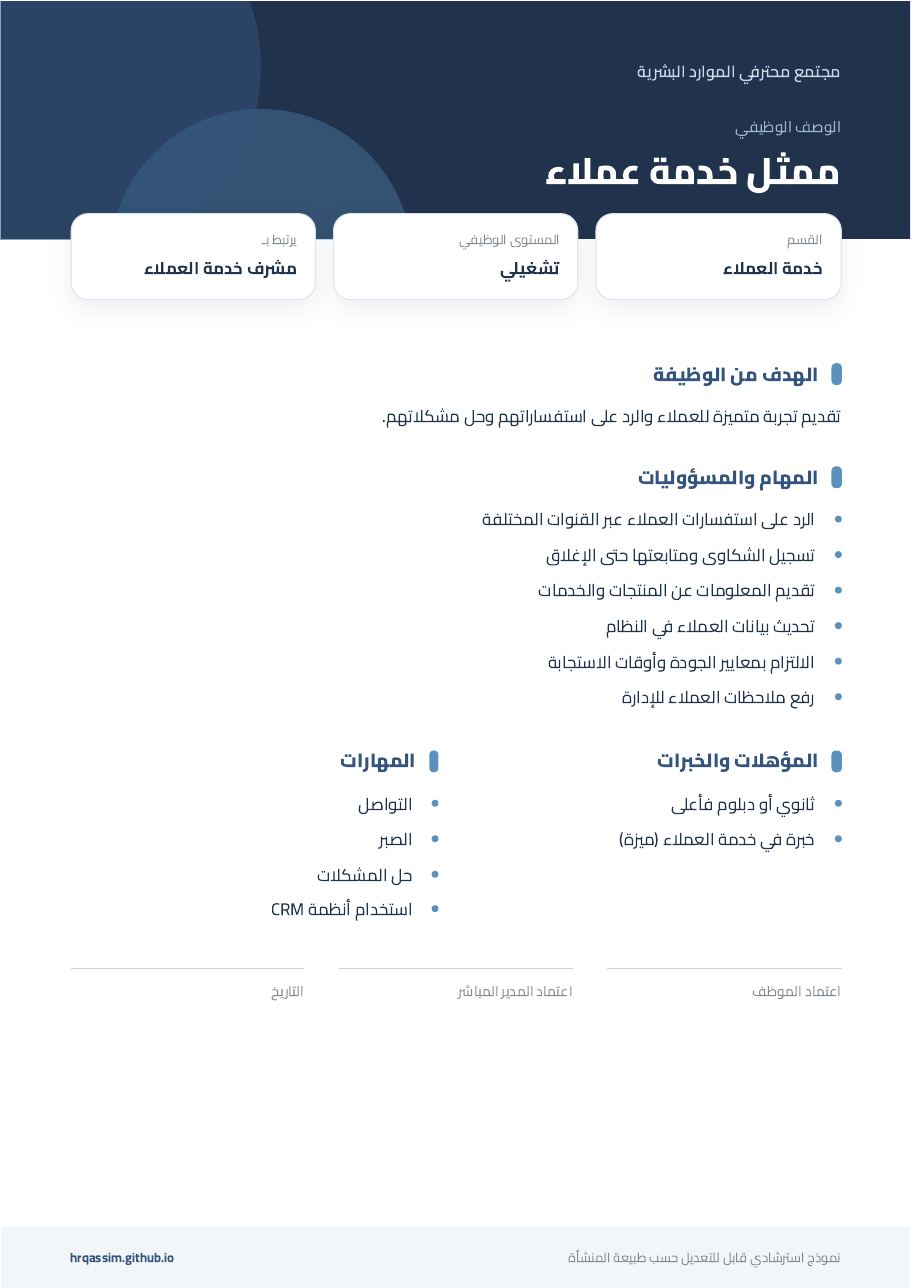 مجتمع محترفي الموارد البشرية
الوصف الوظيفي
ممثل خدمة عملاء
القسم
خدمة العملاء
المستوى الوظيفي
تشغيلي
يرتبط بـ
مشرف خدمة العملاء
الهدف من الوظيفة
تقديم تجربة متميزة للعملاء والرد على استفساراتهم وحل مشكلاتهم.
المهام والمسؤوليات
الرد على استفسارات العملاء عبر القنوات المختلفة
تسجيل الشكاوى ومتابعتها حتى الإغلاق
تقديم المعلومات عن المنتجات والخدمات
تحديث بيانات العملاء في النظام
الالتزام بمعايير الجودة وأوقات الاستجابة
رفع ملاحظات العملاء للإدارة
المؤهلات والخبرات
ثانوي أو دبلوم فأعلى
خبرة في خدمة العملاء (ميزة)
المهارات
التواصل
الصبر
حل المشكلات
استخدام أنظمة CRM
اعتماد الموظف
اعتماد المدير المباشر
التاريخ
نموذج استرشادي قابل للتعديل حسب طبيعة المنشأة
hrqassim.github.io